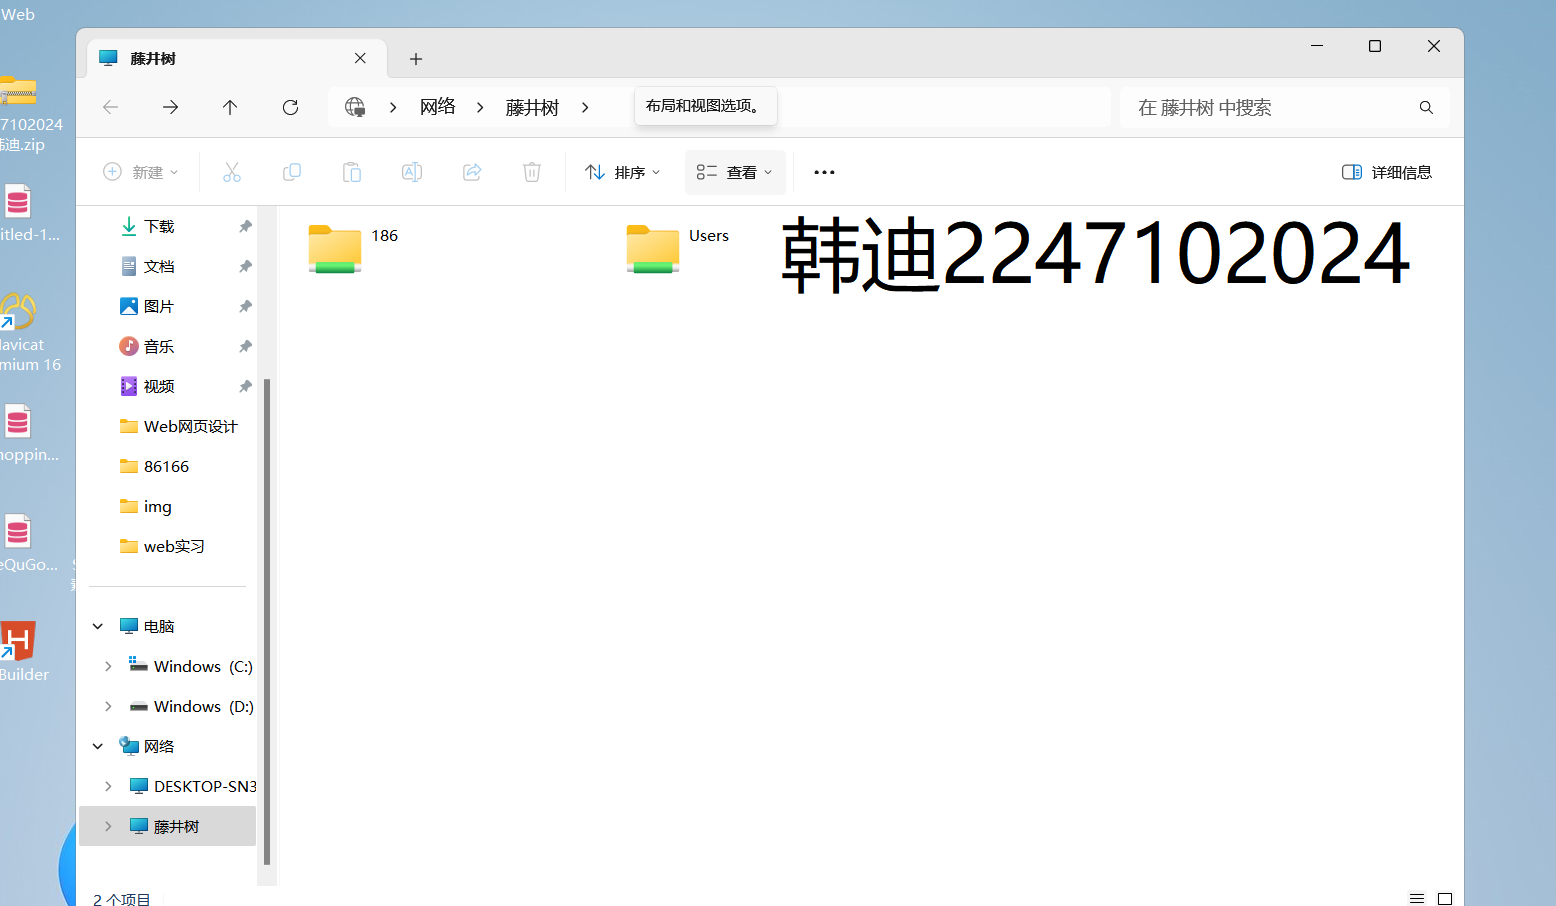 Web
藤井树
网络
藤井树
布局和视图选项。
在 藤井树 中搜索
新建
排序
查看
详细信息
下载
文档
图片
音乐
视频
Web网页设计
86166
img
web实习
电脑
Windows (C:)
Windows (D:)
网络
DESKTOP-SN3
藤井树
2 个项目
186
Users
韩迪2247102024
7102024
韩迪.zip
itled-1...
avicat
mium 16
hoppin...
eQuGo...
Builder